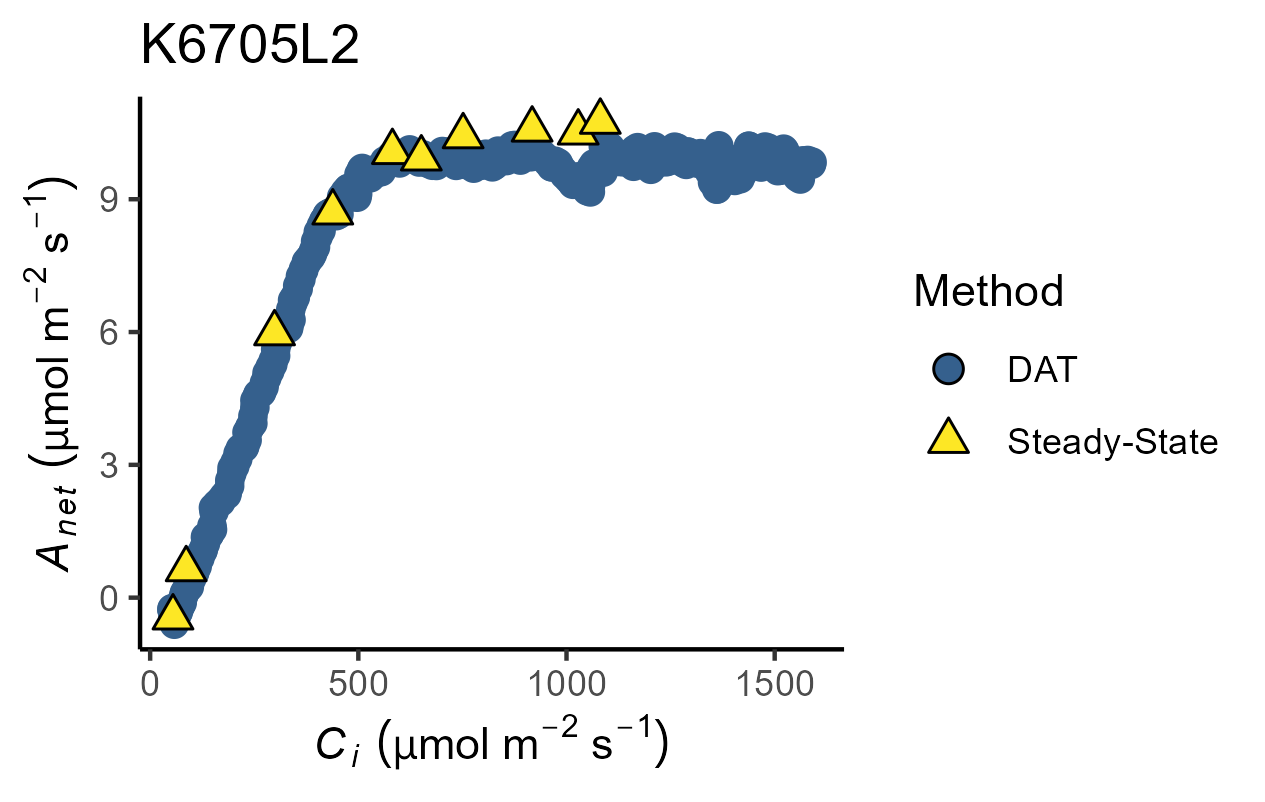 K6705L2
A_net (µmol m⁻² s⁻¹)
9
6
3
0
0 500 1000 1500
C_i (µmol m⁻² s⁻¹)
Method
DAT
Steady-State